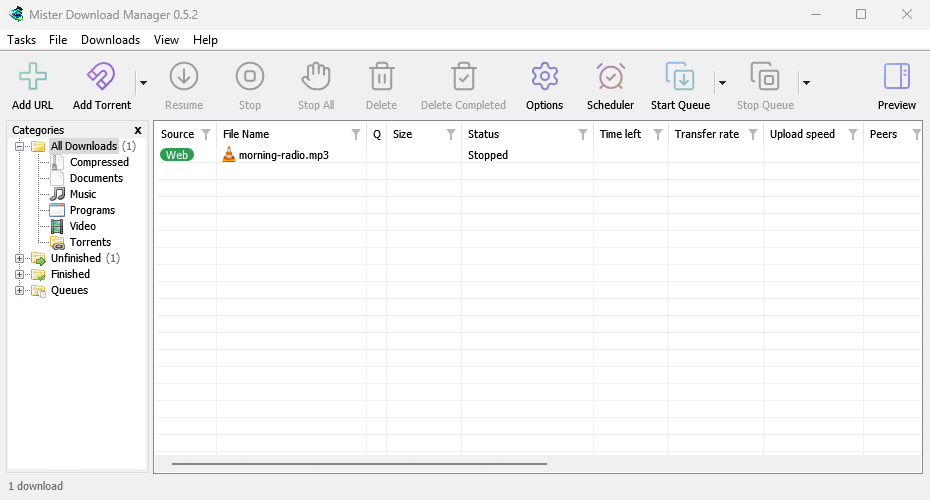 Mister Download Manager 0.5.2
Tasks File Downloads View Help
Add URL Add Torrent Resume Stop Stop All Delete Delete Completed Options Scheduler Start Queue Stop Queue Preview
Categories x
Source File Name Q Size Status Time left Transfer rate Upload speed Peers
All Downloads (1)
Web morning-radio.mp3 Stopped
Compressed
Documents
Music
Programs
Video
Torrents
Unfinished (1)
Finished
Queues
1 download